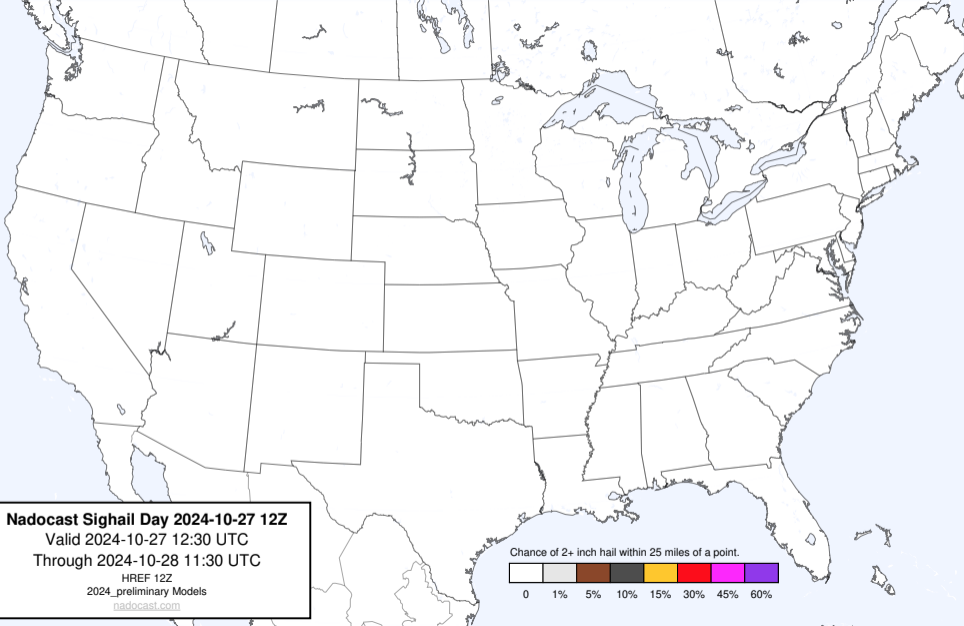 Nadocast Sighail Day 2024-10-27 12Z
Valid 2024-10-27 12:30 UTC
Through 2024-10-28 11:30 UTC
HREF 12Z
2024_preliminary Models
nadocast.com
Chance of 2+ inch hail within 25 miles of a point.
0 1% 5% 10% 15% 30% 45% 60%